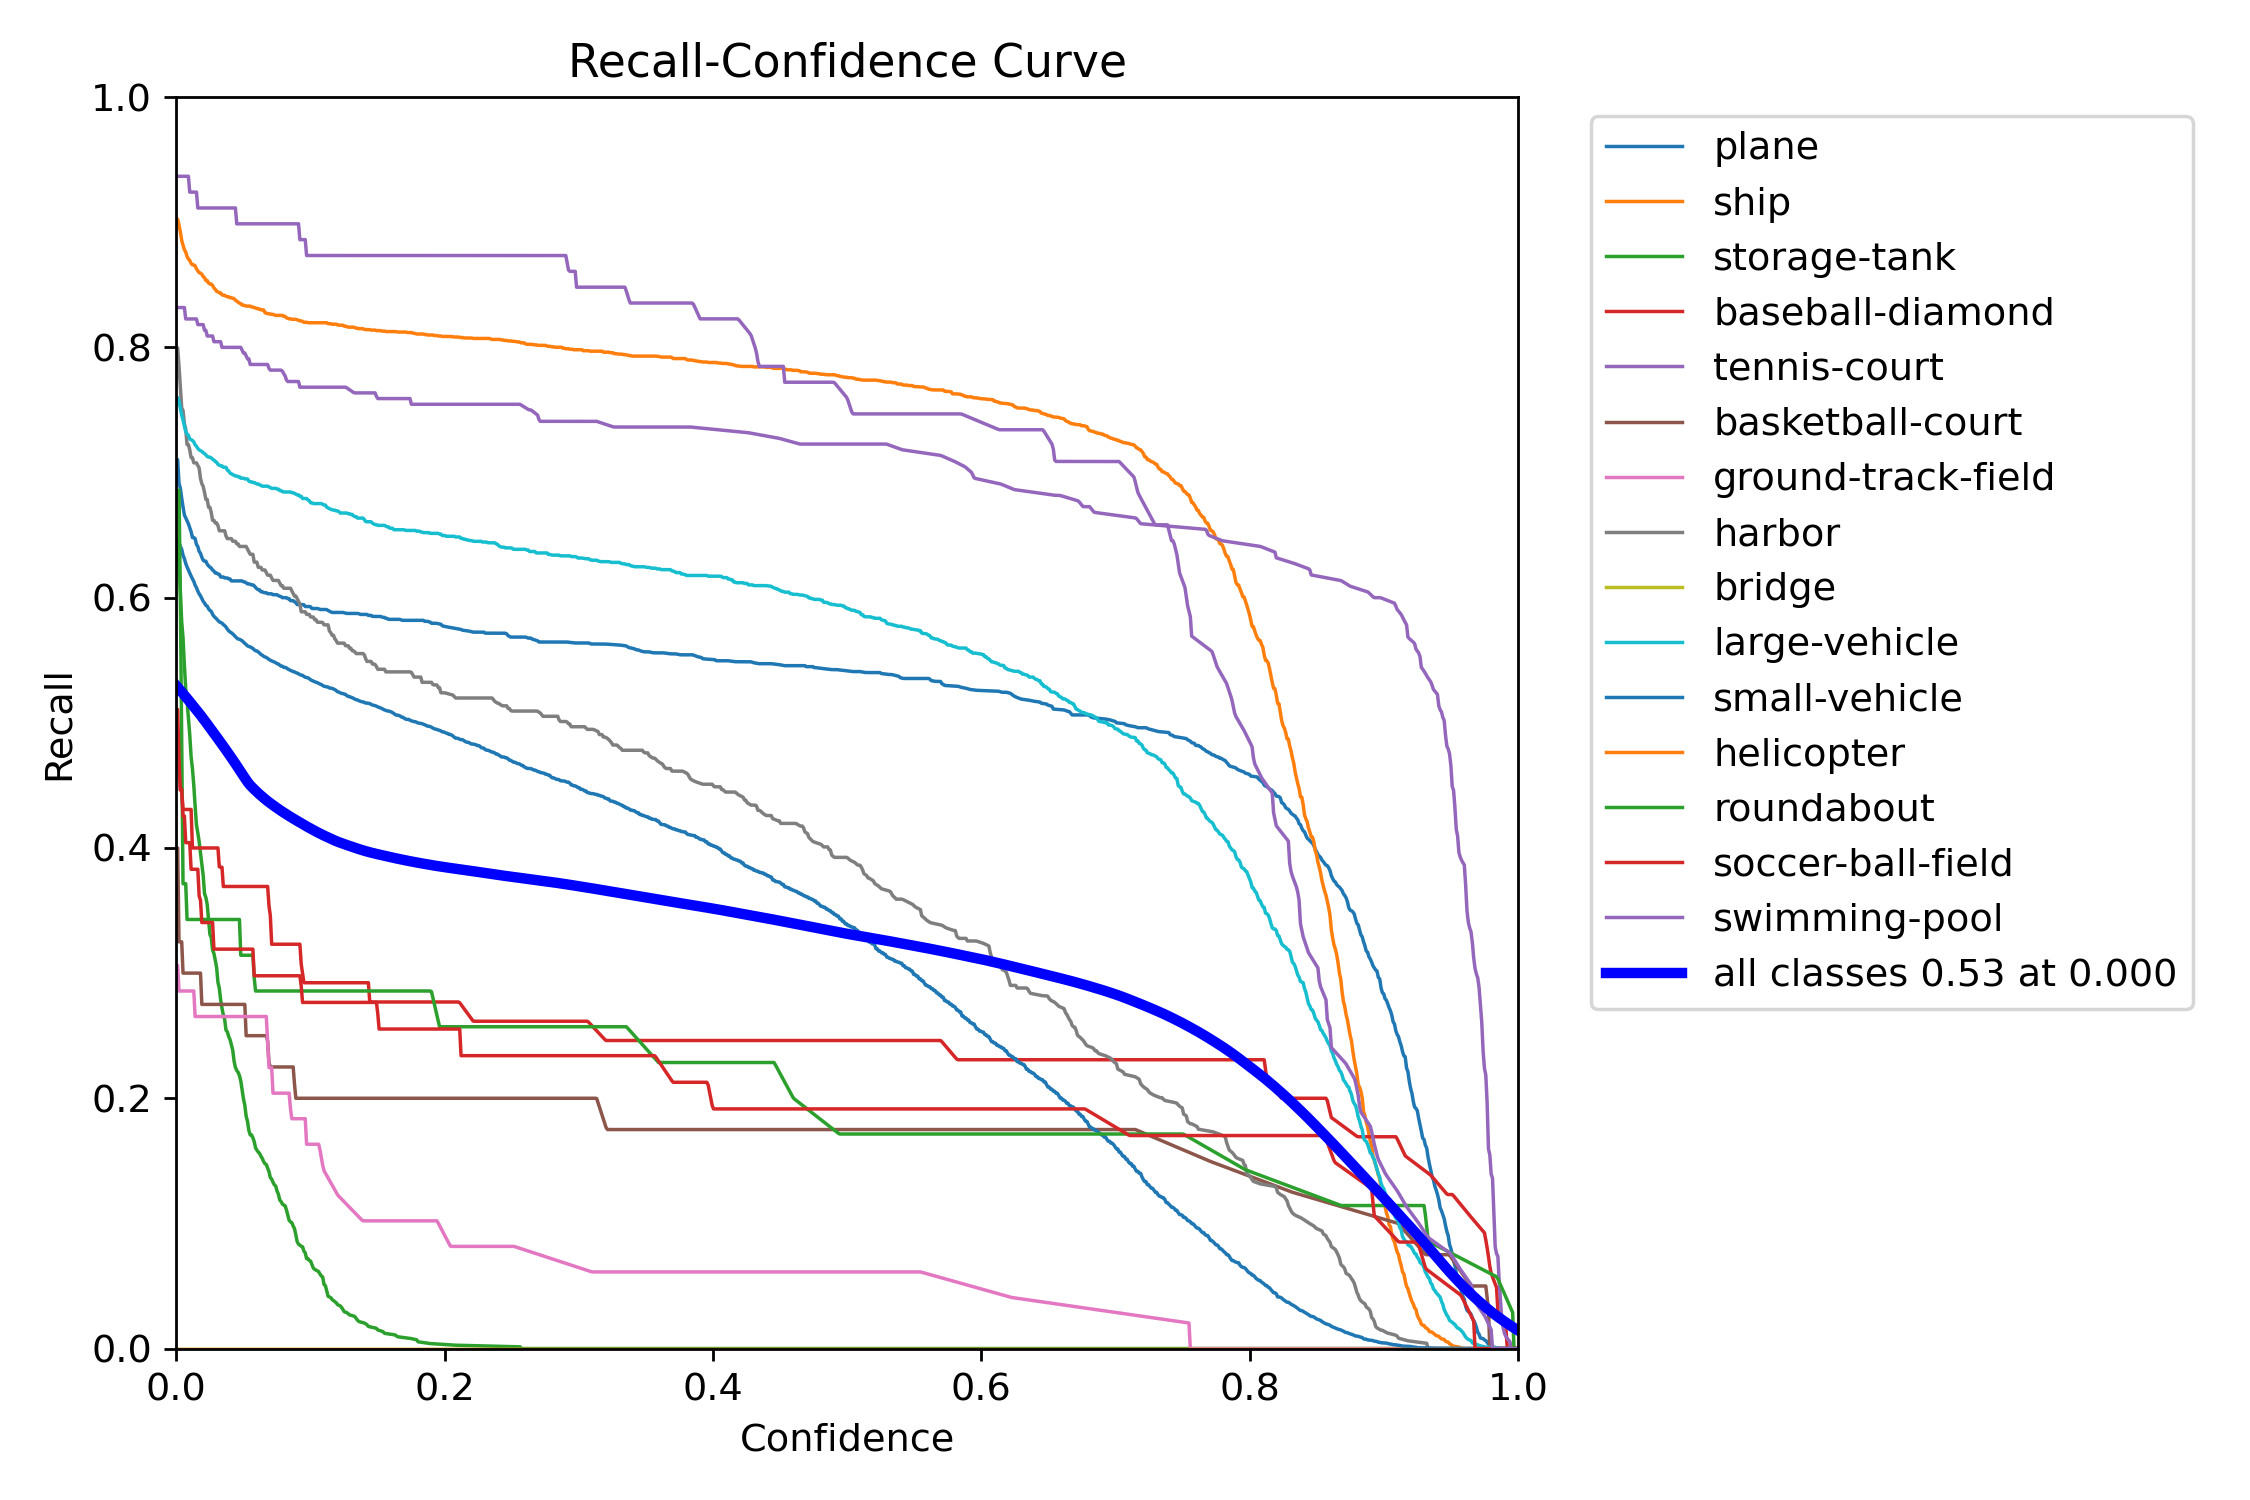 Recall-Confidence Curve
1.0
0.8
0.6
0.4
0.2
0.0
Recall
0.0 0.2 0.4 0.6 0.8 1.0
Confidence
plane
ship
storage-tank
baseball-diamond
tennis-court
basketball-court
ground-track-field
harbor
bridge
large-vehicle
small-vehicle
helicopter
roundabout
soccer-ball-field
swimming-pool
all classes 0.53 at 0.000